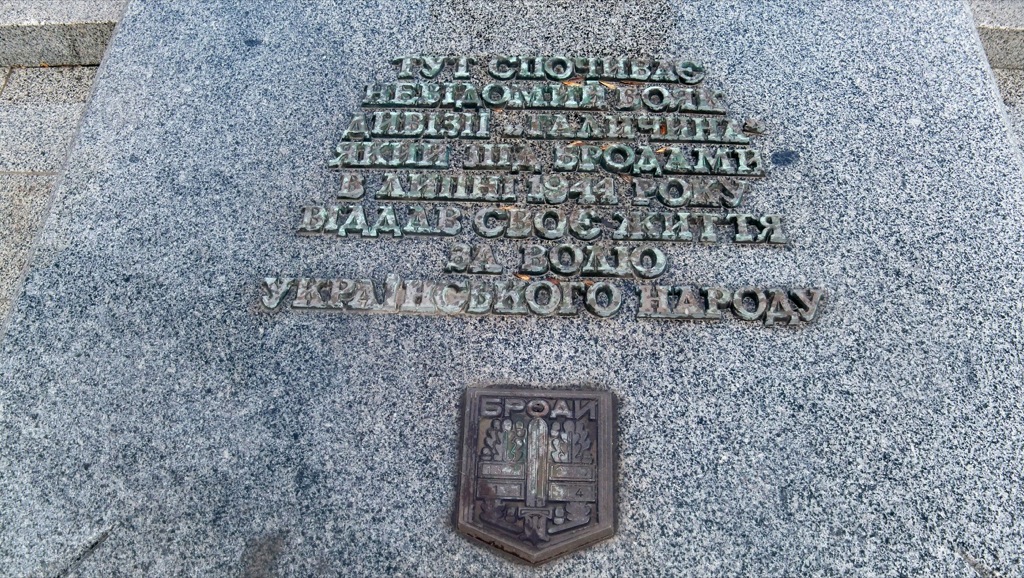 ТУТ СПОЧИВАЄ
НЕВІДОМИЙ ВОЯК
ДИВІЗІЇ «ГАЛИЧИНА»
ЯКИЙ ПІД БРОДАМИ
В ЛИПНІ 1944 РОКУ
ВІДДАВ СВОЄ ЖИТТЯ
ЗА ВОЛЮ
УКРАЇНСЬКОГО НАРОДУ
БРОДИ